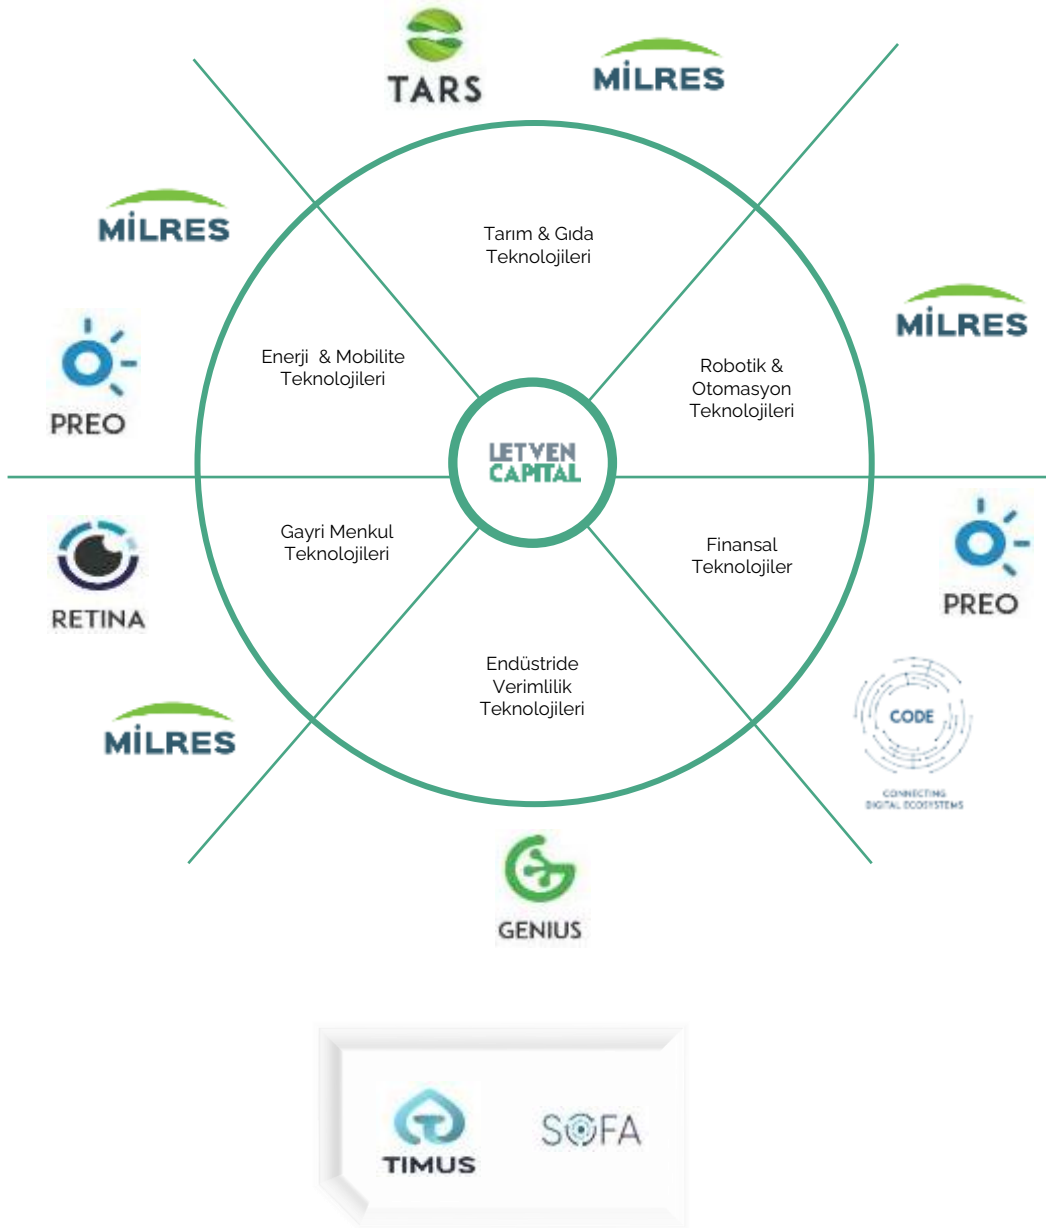 TARS
MİLRES
MİLRES
Tarım & Gıda
Teknolojileri
MİLRES
Enerji  & Mobilite
Teknolojileri
Robotik &
Otomasyon
Teknolojileri
PREO
LETVEN
CAPITAL
Gayri Menkul
Teknolojileri
Finansal
Teknolojiler
RETINA
PREO
Endüstride
Verimlilik
Teknolojileri
MİLRES
CODE
CONNECTING
DIGITAL ECOSYSTEMS
GENIUS
TIMUS
SOFA